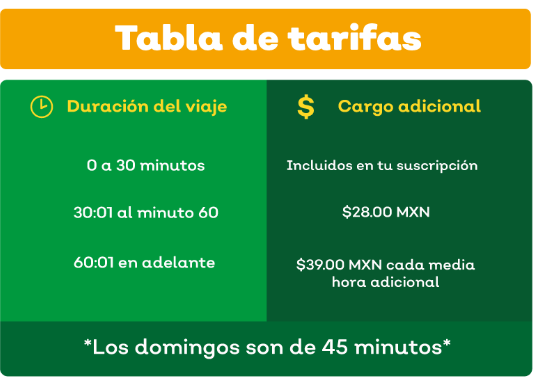 Tabla de tarifas
Duración del viaje
$ Cargo adicional
0 a 30 minutos
Incluidos en tu suscripción
30:01 al minuto 60
$28.00 MXN
60:01 en adelante
$39.00 MXN cada media
hora adicional
*Los domingos son de 45 minutos*